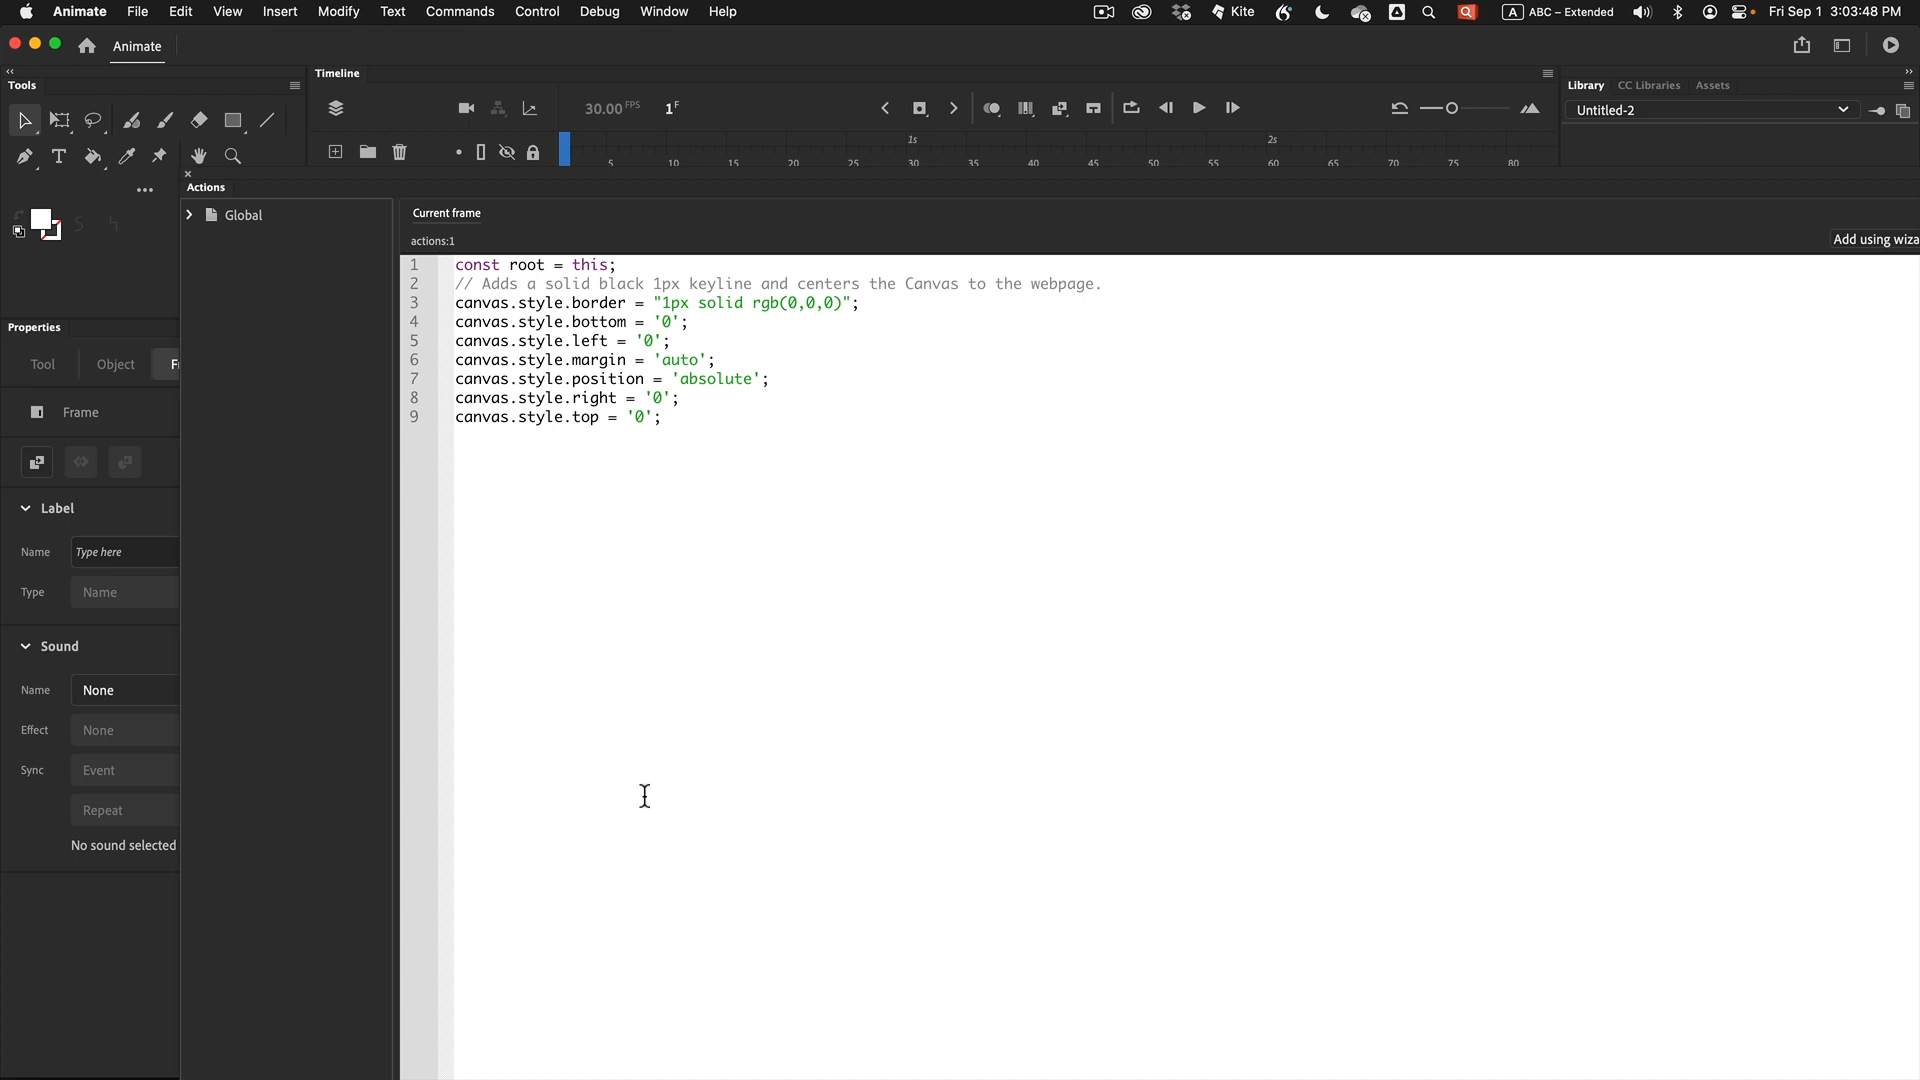 Animate File Edit View Insert Modify Text Commands Control Debug Window Help Kite A ABC – Extended Fri Sep 1 3:03:48 PM
Animate
Tools
Timeline
Library CC Libraries Assets
30.00 FPS 1 F
Untitled-2
1s 2s
5 10 15 20 25 30 35 40 45 50 55 60 65 70 75 80
Actions
Global
Current frame
actions:1
Add using wiza
1 const root = this;
2 // Adds a solid black 1px keyline and centers the Canvas to the webpage.
3 canvas.style.border = "1px solid rgb(0,0,0)";
4 canvas.style.bottom = '0';
5 canvas.style.left = '0';
6 canvas.style.margin = 'auto';
7 canvas.style.position = 'absolute';
8 canvas.style.right = '0';
9 canvas.style.top = '0';
Properties
Tool Object Fr
Frame
Label
Name Type here
Type Name
Sound
Name None
Effect None
Sync Event
Repeat
No sound selected